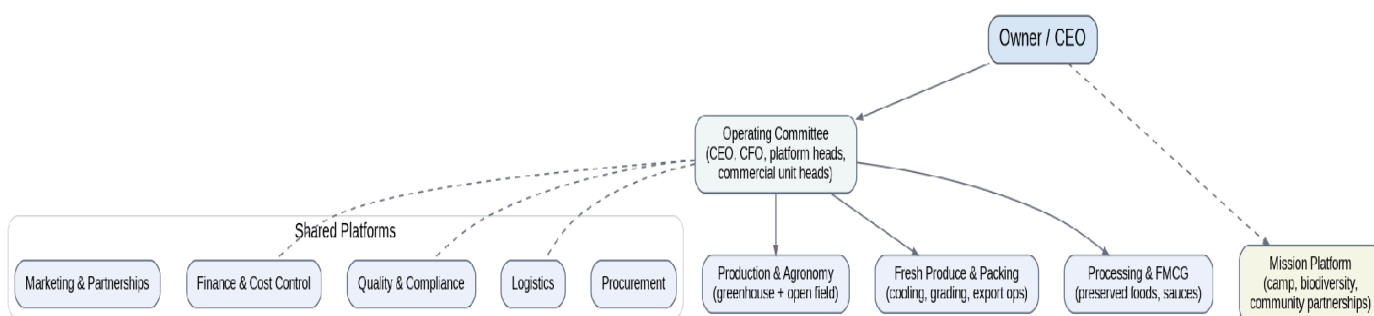 Owner / CEO
Operating Committee
(CEO, CFO, platform heads,
commercial unit heads)
Shared Platforms
Marketing & Partnerships
Finance & Cost Control
Quality & Compliance
Logistics
Procurement
Production & Agronomy
(greenhouse + open field)
Fresh Produce & Packing
(cooling, grading, export ops)
Processing & FMCG
(preserved foods, sauces)
Mission Platform
(camp, biodiversity,
community partnerships)